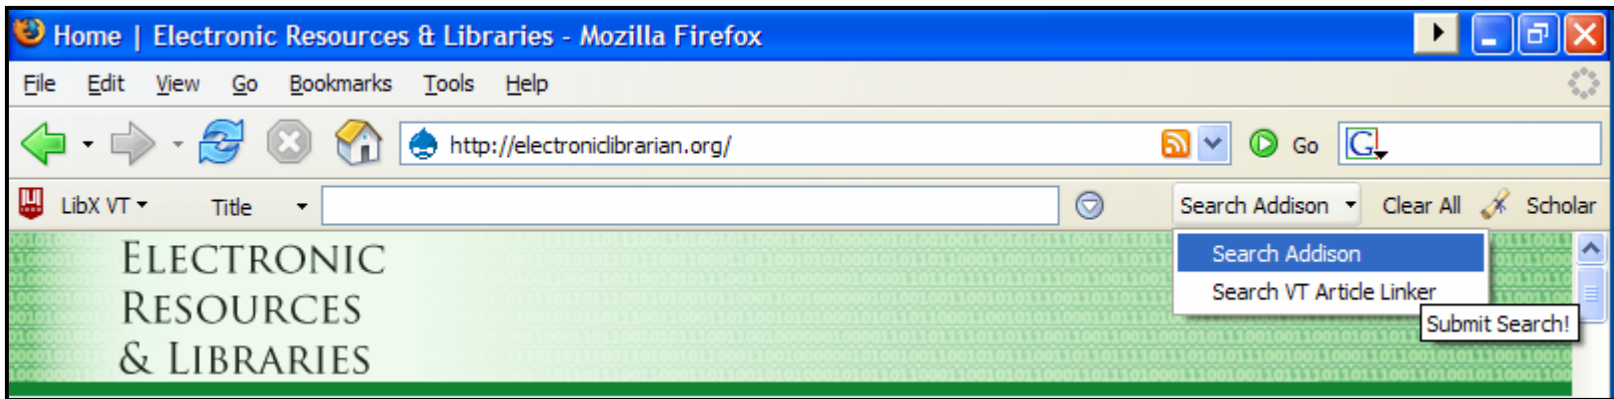 Home | Electronic Resources & Libraries - Mozilla Firefox
File Edit View Go Bookmarks Tools Help
http://electroniclibrarian.org/ Go G
LibX VT Title Search Addison Clear All Scholar
ELECTRONIC
RESOURCES
& LIBRARIES
Search Addison
Search VT Article Linker
Submit Search!